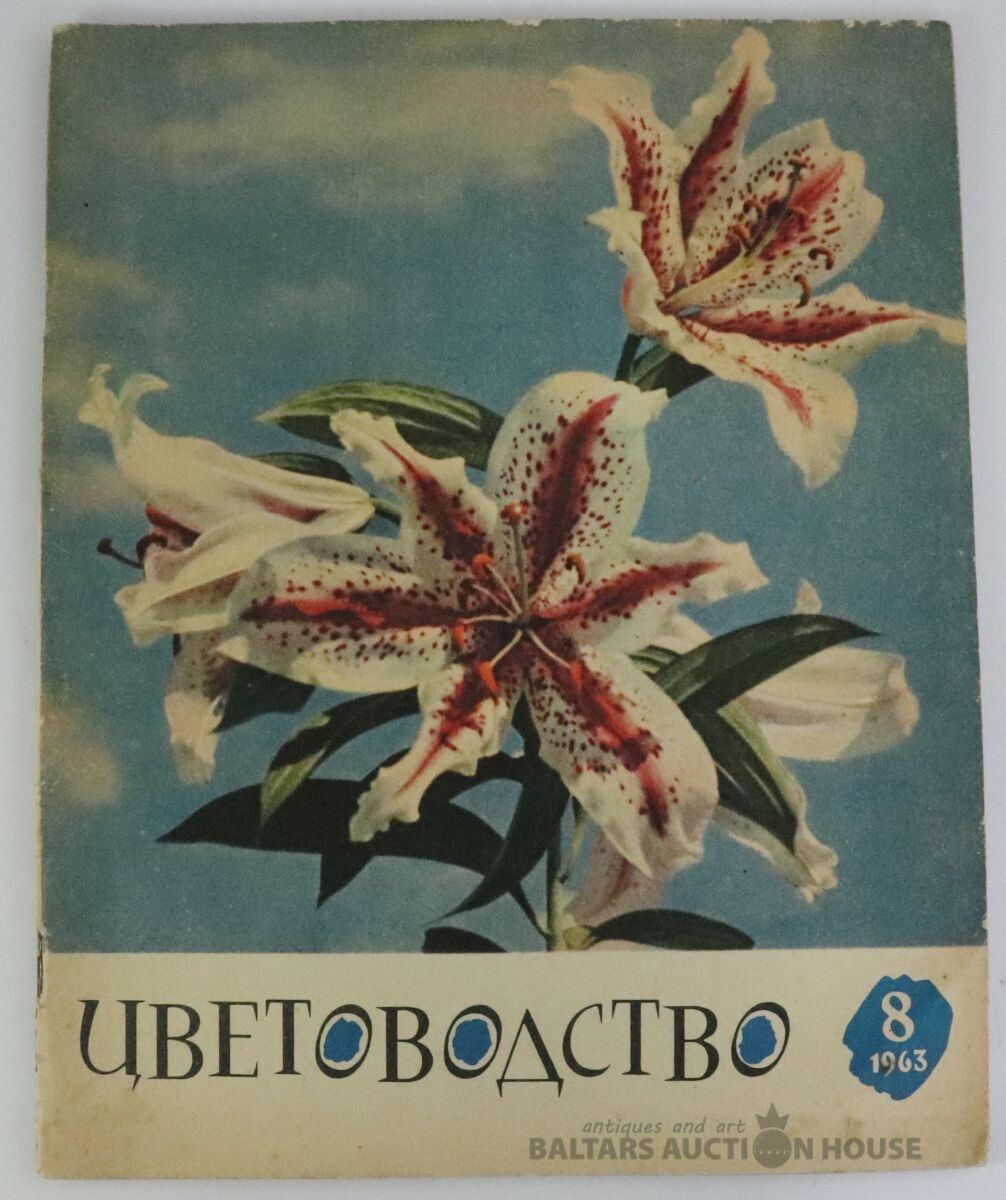 ЦВЕТОВОДСТВО
8
1963
antiques and art
BALTARS AUCTION HOUSE